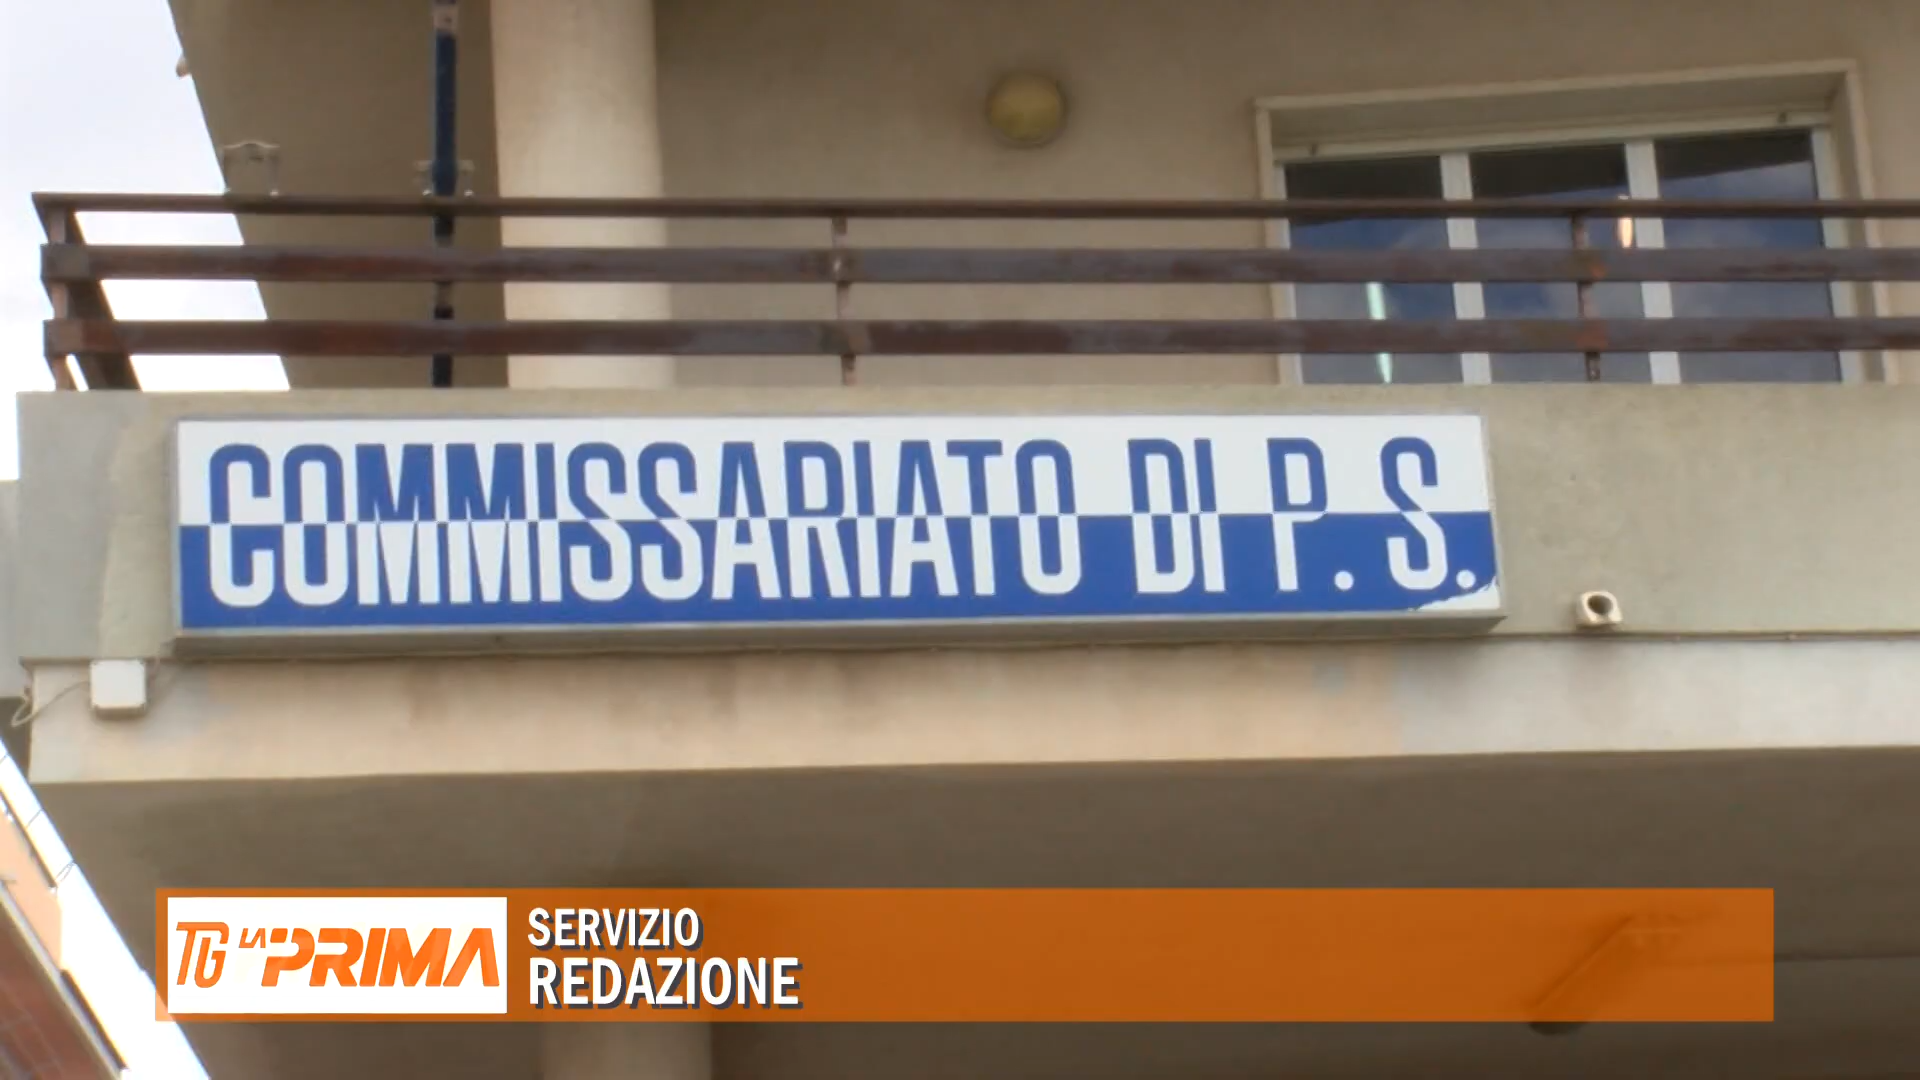 COMMISSARIATO DI P. S.
TG LA PRIMA
SERVIZIO
REDAZIONE